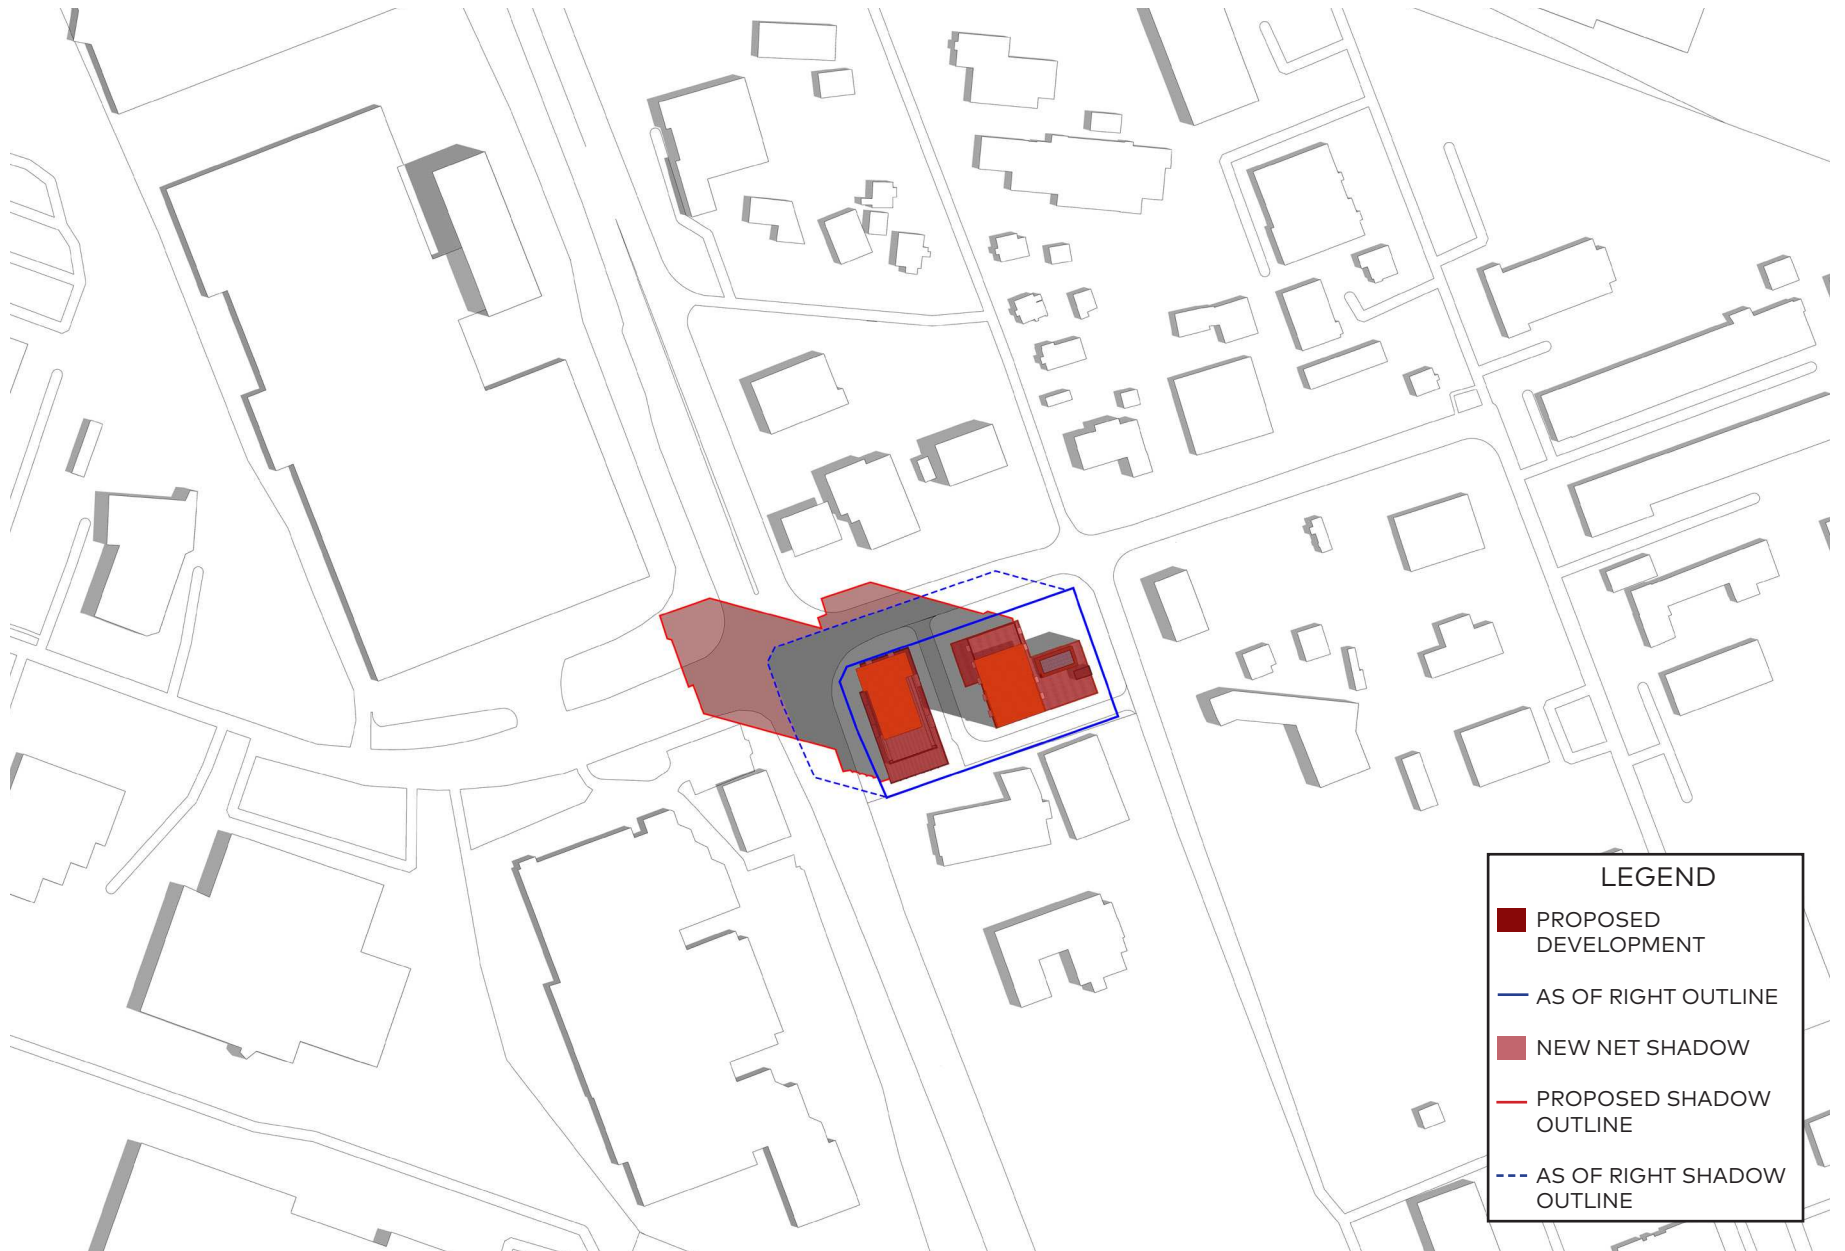 LEGEND
PROPOSED
DEVELOPMENT
AS OF RIGHT OUTLINE
NEW NET SHADOW
PROPOSED SHADOW
OUTLINE
AS OF RIGHT SHADOW
OUTLINE